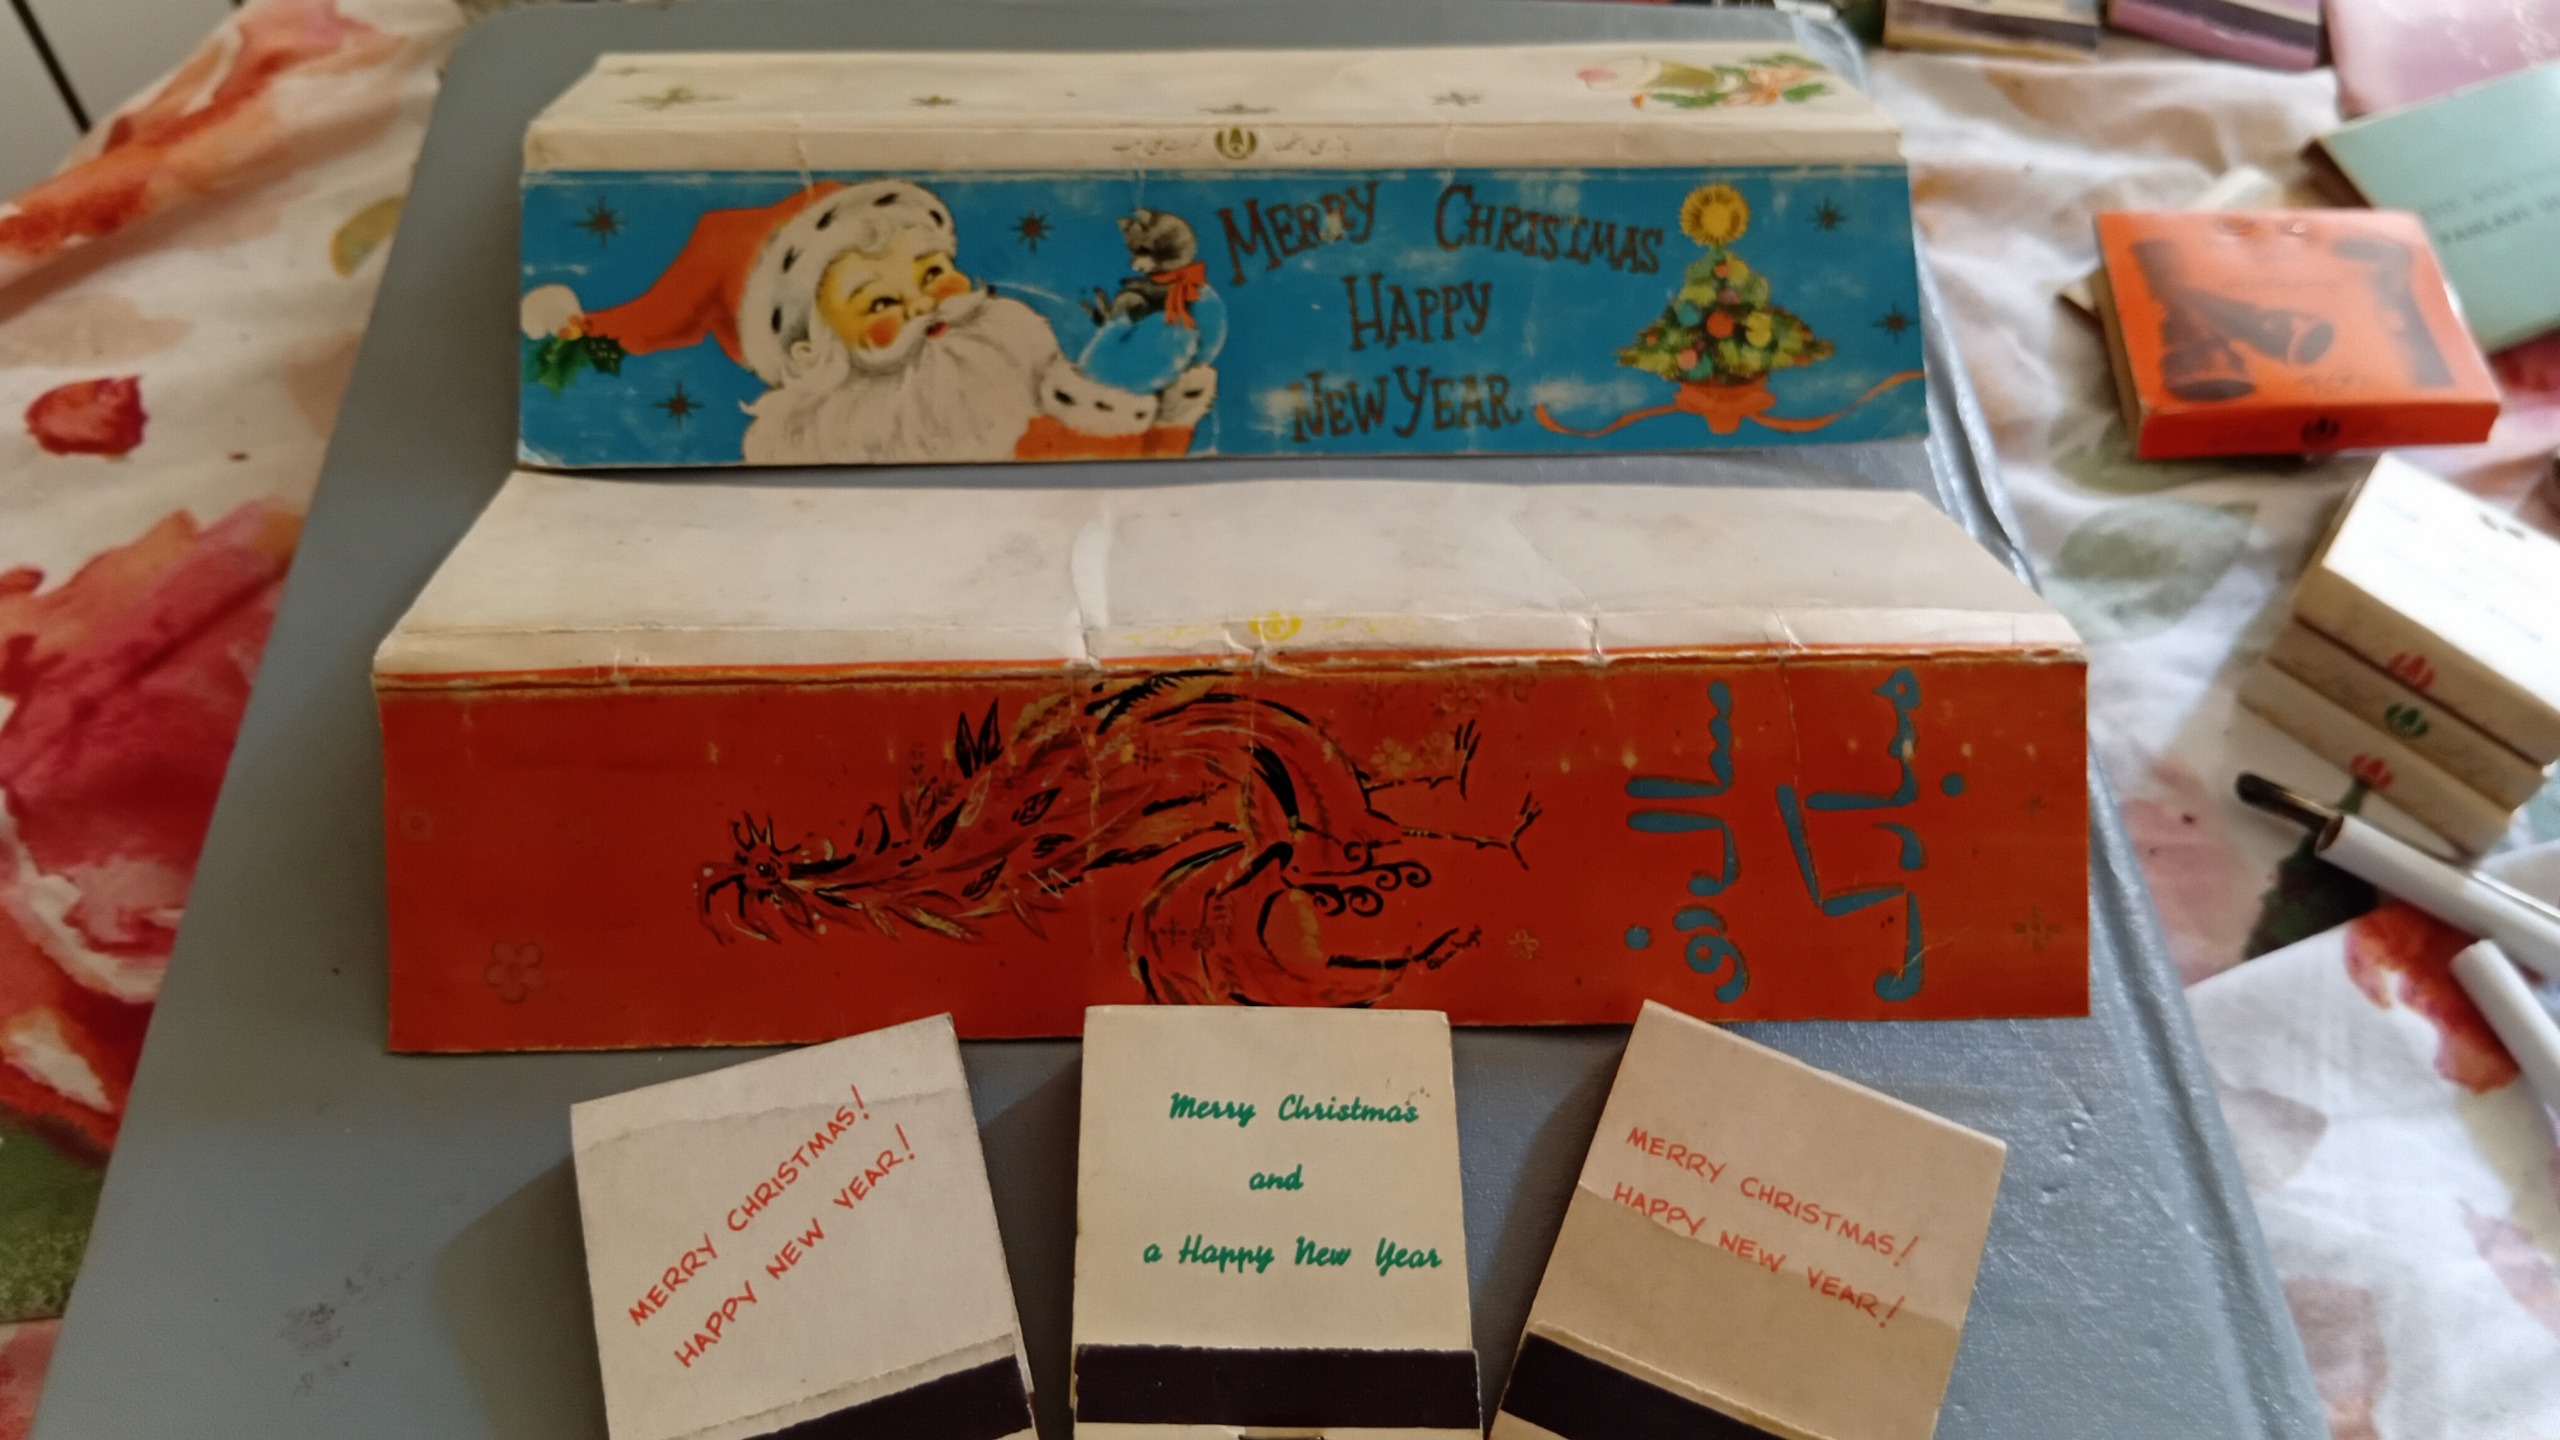 MERRY CHRISTMAS
HAPPY
NEW YEAR
سال نو
مبارک
MERRY CHRISTMAS!
HAPPY NEW YEAR!
Merry Christmas
and
a Happy New Year
MERRY CHRISTMAS!
HAPPY NEW YEAR!